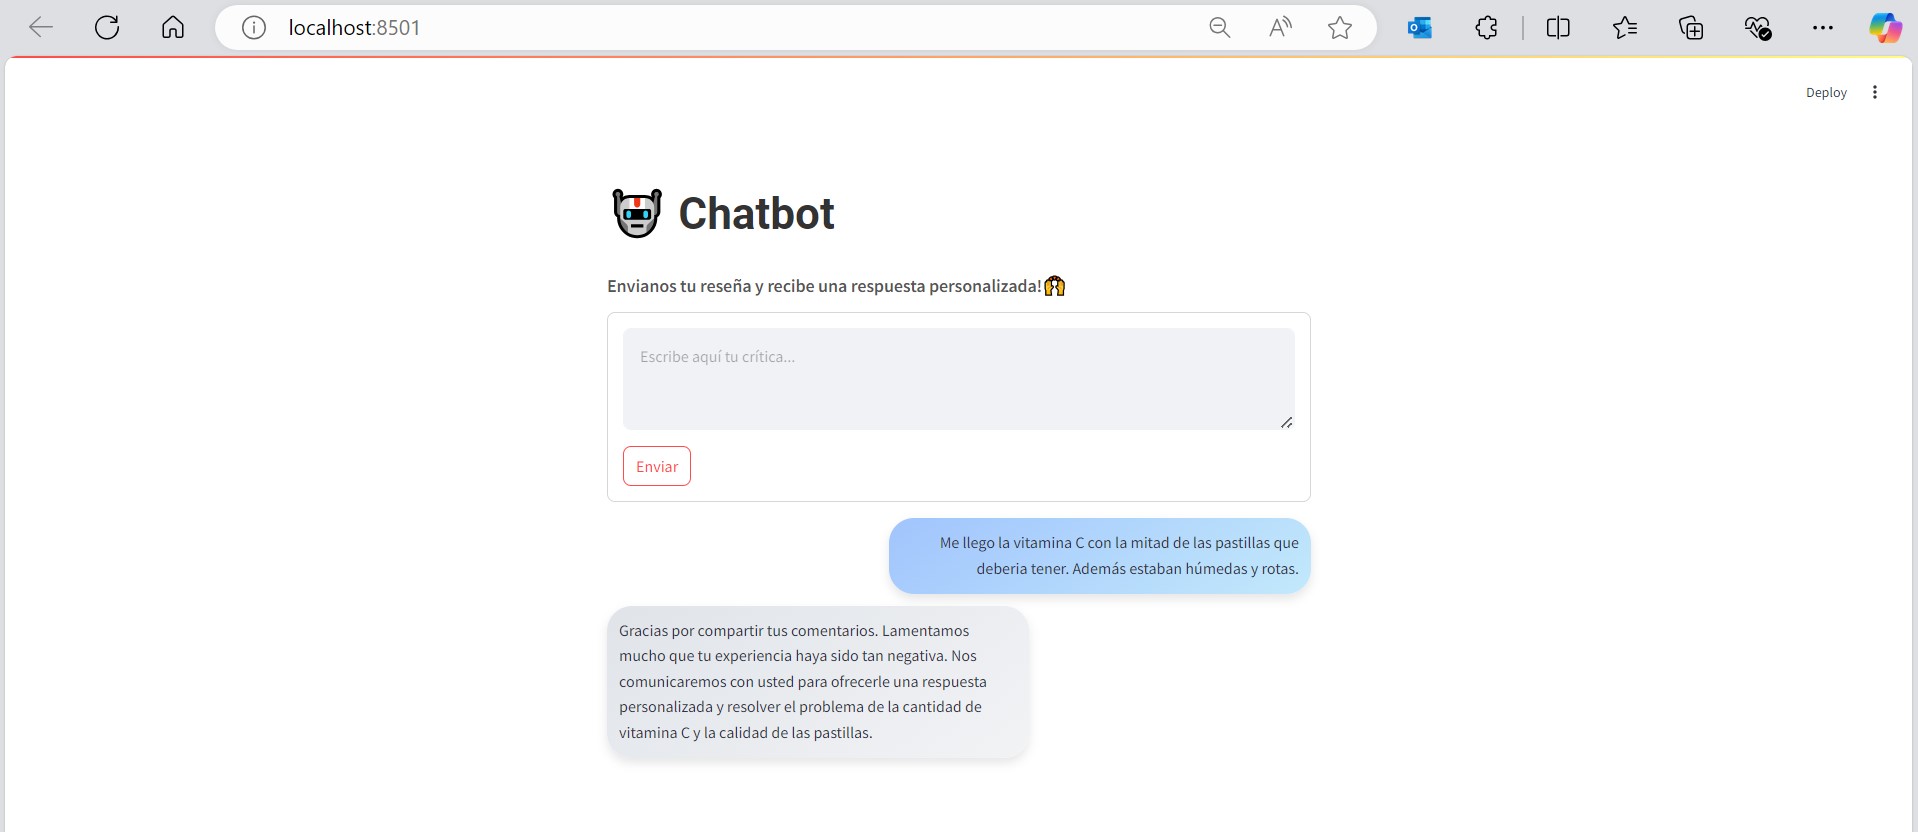 localhost:8501
Deploy
Chatbot
Envianos tu reseña y recibe una respuesta personalizada!
Escribe aquí tu crítica...
Enviar
Me llego la vitamina C con la mitad de las pastillas que
deberia tener. Además estaban húmedas y rotas.
Gracias por compartir tus comentarios. Lamentamos
mucho que tu experiencia haya sido tan negativa. Nos
comunicaremos con usted para ofrecerle una respuesta
personalizada y resolver el problema de la cantidad de
vitamina C y la calidad de las pastillas.